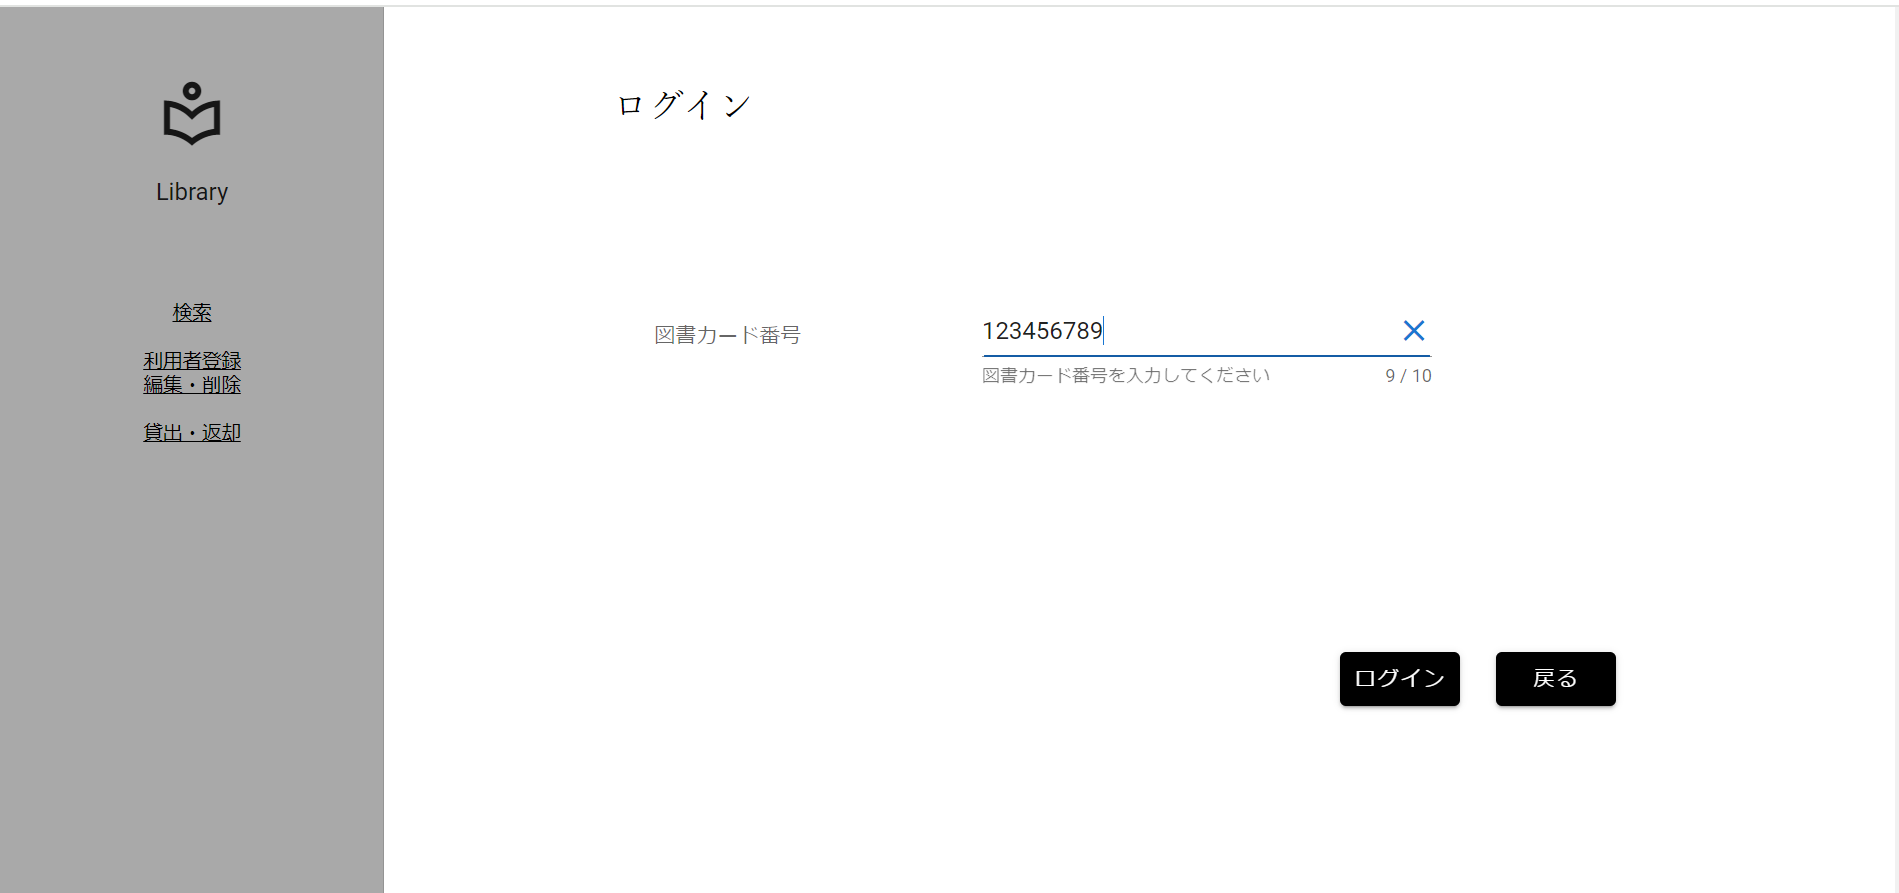 Library
検索
利用者登録
編集・削除
貸出・返却
ログイン
図書カード番号
123456789
図書カード番号を入力してください
9 / 10
ログイン
戻る